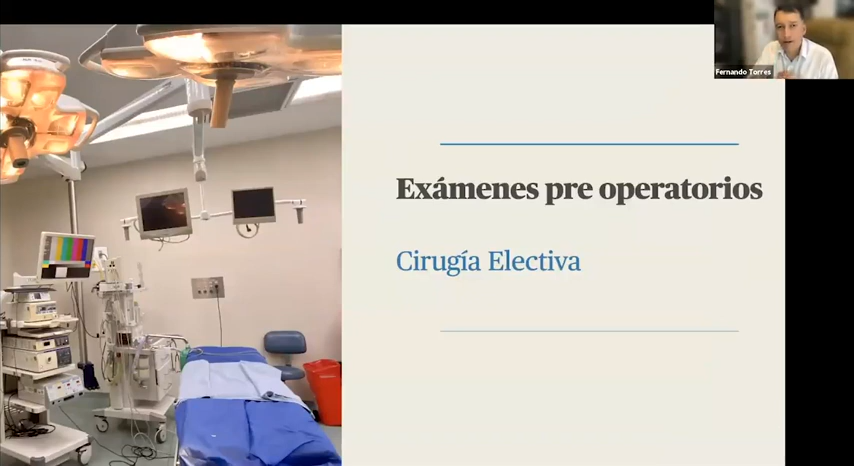 Fernando Torres
Exámenes pre operatorios
Cirugía Electiva